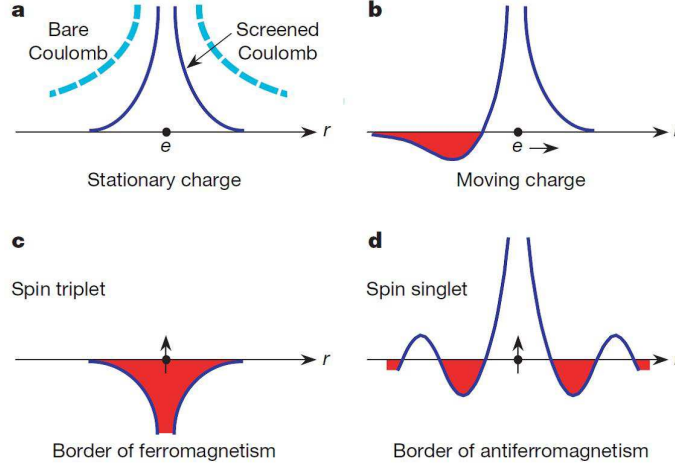 a
Bare
Coulomb
Screened
Coulomb
r
e
Stationary charge
b
e
Moving charge
c
Spin triplet
r
Border of ferromagnetism
d
Spin singlet
Border of antiferromagnetism